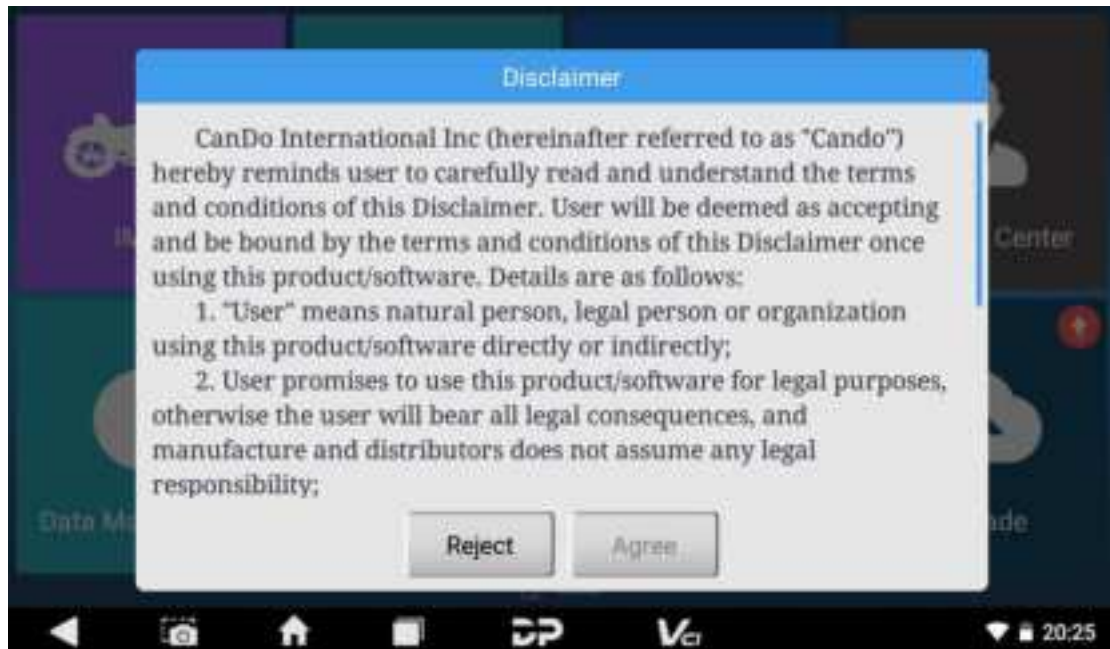 Disclaimer
CanDo International Inc (hereinafter referred to as "Cando")
hereby reminds user to carefully read and understand the terms
and conditions of this Disclaimer. User will be deemed as accepting
and be bound by the terms and conditions of this Disclaimer once
using this product/software. Details are as follows:
1. "User" means natural person, legal person or organization
using this product/software directly or indirectly;
2. User promises to use this product/software for legal purposes,
otherwise the user will bear all legal consequences, and
manufacture and distributors does not assume any legal
responsibility;
Center
Data M
ade
Reject
Agree
DP
VCI
20:25